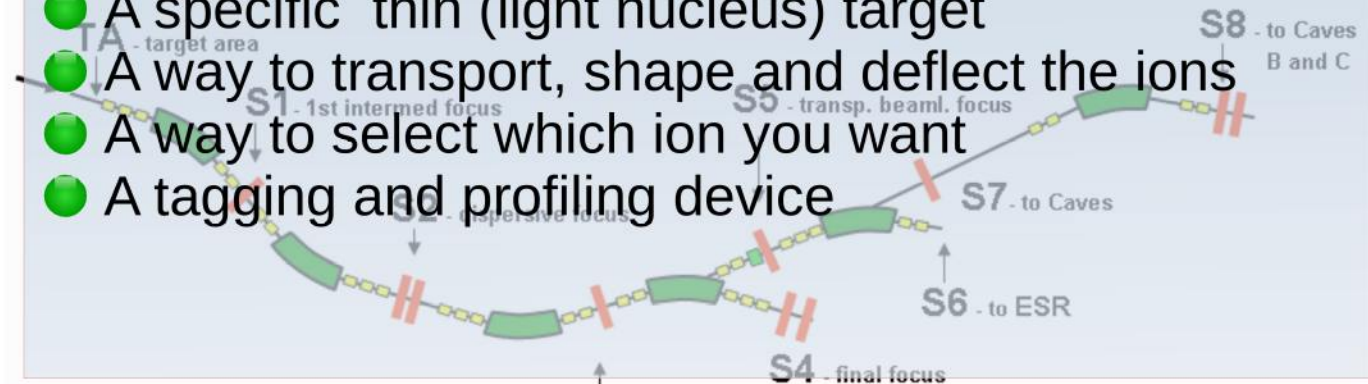 A specific thin (light nucleus) target
TA - target area
S8 - to Caves
B and C
A way to transport, shape and deflect the ions
S1 - 1st intermed focus
S5 - transp. beaml. focus
A way to select which ion you want
A tagging and profiling device
S2 - dispersive focus
S7 - to Caves
S6 - to ESR
S4 - final focus